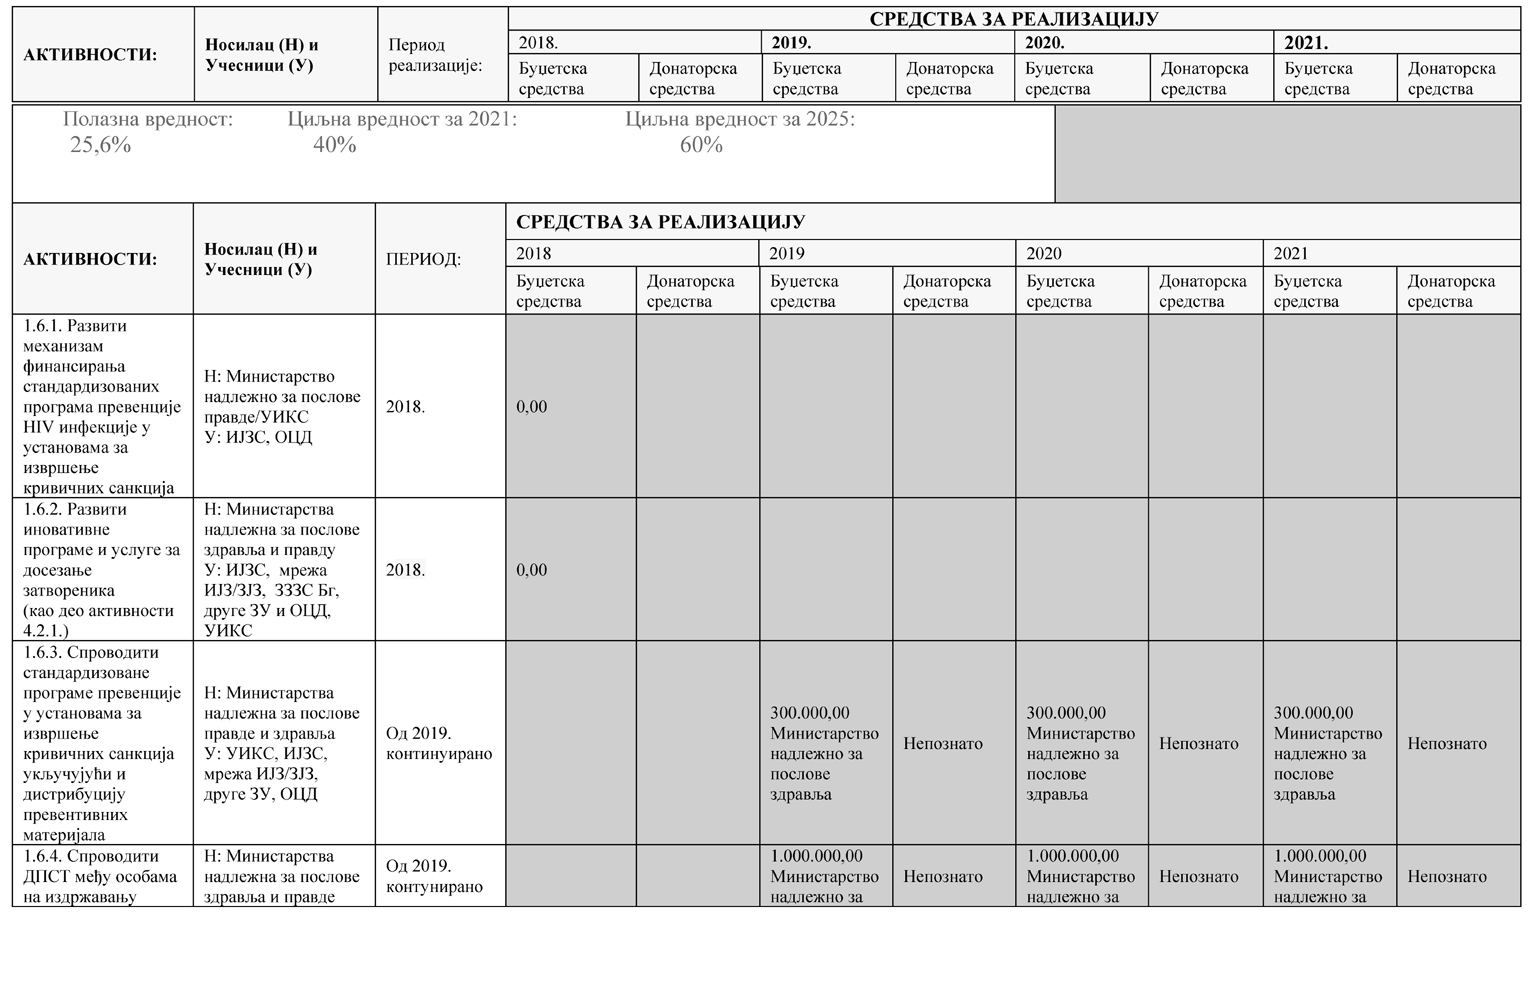 АКТИВНОСТИ:
Носилац (Н) и
Учесници (У)
Период
реализације:
СРЕДСТВА ЗА РЕАЛИЗАЦИЈУ
2018.
2019.
2020.
2021.
Буџетска
средства
Донаторска
средства
Буџетска
средства
Донаторска
средства
Буџетска
средства
Донаторска
средства
Буџетска
средства
Донаторска
средства
Полазна вредност:
25,6%
Циљна вредност за 2021:
40%
Циљна вредност за 2025:
60%
АКТИВНОСТИ:
Носилац (Н) и
Учесници (У)
ПЕРИОД:
СРЕДСТВА ЗА РЕАЛИЗАЦИЈУ
2018
2019
2020
2021
Буџетска
средства
Донаторска
средства
Буџетска
средства
Донаторска
средства
Буџетска
средства
Донаторска
средства
Буџетска
средства
Донаторска
средства
1.6.1. Развити
механизам
финансирања
стандардизованих
програма превенције
HIV инфекције у
установама за
извршење
кривичних санкција
Н: Министарство
надлежно за послове
правде/УИКС
У: ИЈЗС, ОЦД
2018.
0,00
1.6.2. Развити
иновативне
програме и услуге за
досезање
затвореника
(као део активности
4.2.1.)
Н: Министарства
надлежна за послове
здравља и правду
У: ИЈЗС,  мрежа
ИЈЗ/ЗЈЗ,  ЗЗЗС Бг,
друге ЗУ и ОЦД,
УИКС
2018.
0,00
1.6.3. Спроводити
стандардизоване
програме превенције
у установама за
извршење
кривичних санкција
укључујући и
дистрибуцију
превентивних
материјала
Н: Министарства
надлежна за послове
правде и здравља
У: УИКС, ИЈЗС,
мрежа ИЈЗ/ЗЈЗ,
друге ЗУ, ОЦД
Од 2019.
континуирано
300.000,00
Министарство
надлежно за
послове
здравља
Непознато
300.000,00
Министарство
надлежно за
послове
здравља
Непознато
300.000,00
Министарство
надлежно за
послове
здравља
Непознато
1.6.4. Спроводити
ДПСТ међу особама
на издржавању
Н: Министарства
надлежна за послове
здравља и правде
Од 2019.
контунирано
1.000.000,00
Министарство
надлежно за
Непознато
1.000.000,00
Министарство
надлежно за
Непознато
1.000.000,00
Министарство
надлежно за
Непознато